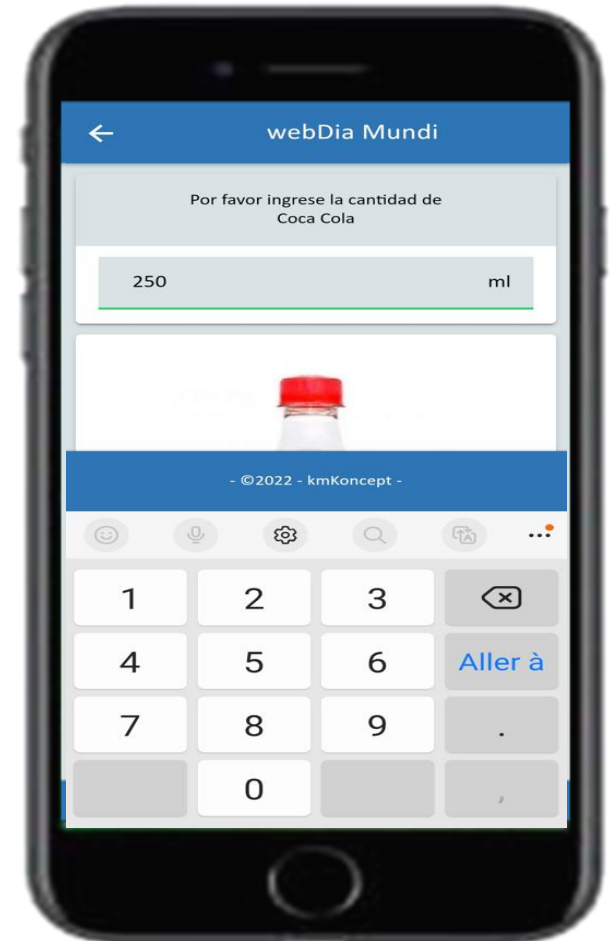 webDia Mundi
Por favor ingrese la cantidad de
Coca Cola
250 ml
- ©2022 - kmKoncept -
1 2 3
4 5 6 Aller à
7 8 9 .
0 ,